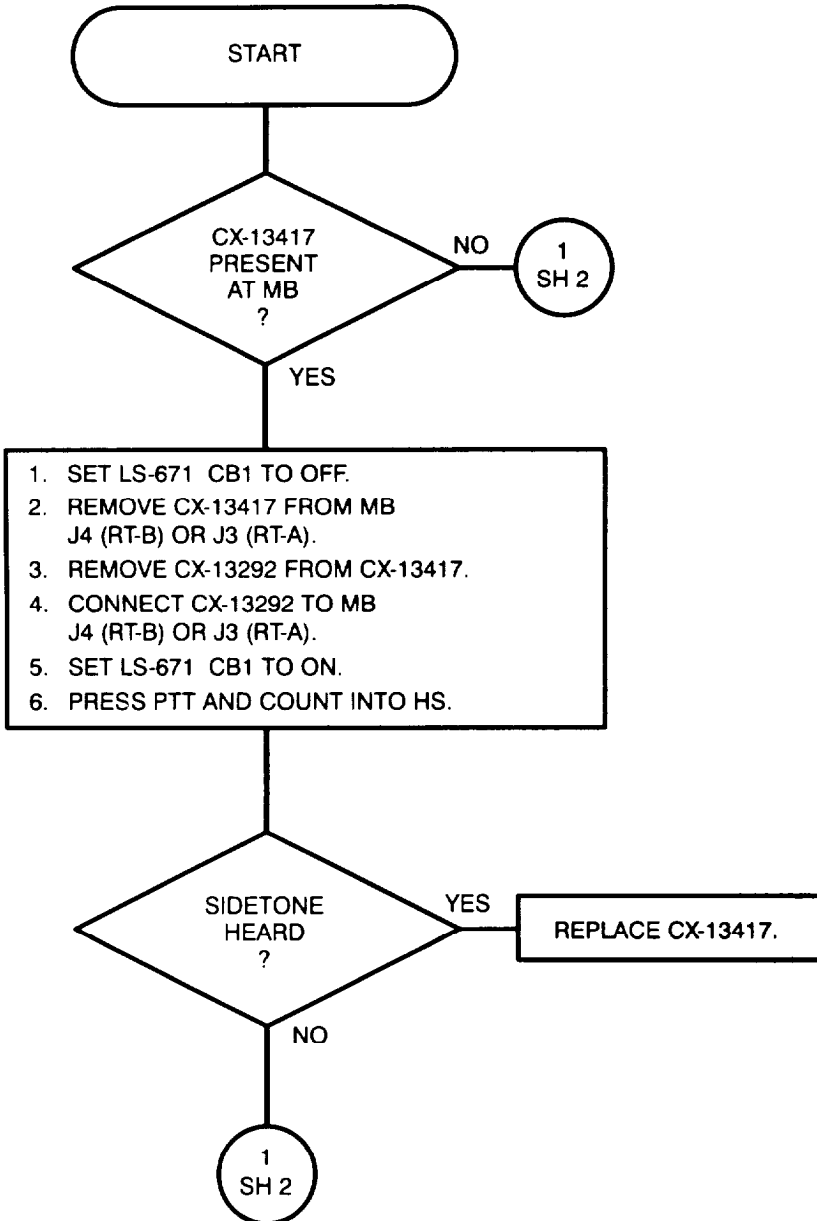 START
CX-13417
PRESENT
AT MB
?
NO
1
SH 2
YES
1. SET LS-671 CB1 TO OFF.
2. REMOVE CX-13417 FROM MB
J4 (RT-B) OR J3 (RT-A).
3. REMOVE CX-13292 FROM CX-13417.
4. CONNECT CX-13292 TO MB
J4 (RT-B) OR J3 (RT-A).
5. SET LS-671 CB1 TO ON.
6. PRESS PTT AND COUNT INTO HS.
SIDETONE
HEARD
?
YES
REPLACE CX-13417.
NO
1
SH 2